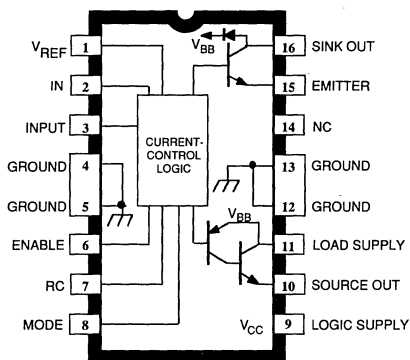 V REF 1
IN 2
INPUT 3
GROUND 4
GROUND 5
ENABLE 6
RC 7
MODE 8
CURRENT-
CONTROL
LOGIC
VBB
VBB
VCC
16 SINK OUT
15 EMITTER
14 NC
13 GROUND
12 GROUND
11 LOAD SUPPLY
10 SOURCE OUT
9 LOGIC SUPPLY